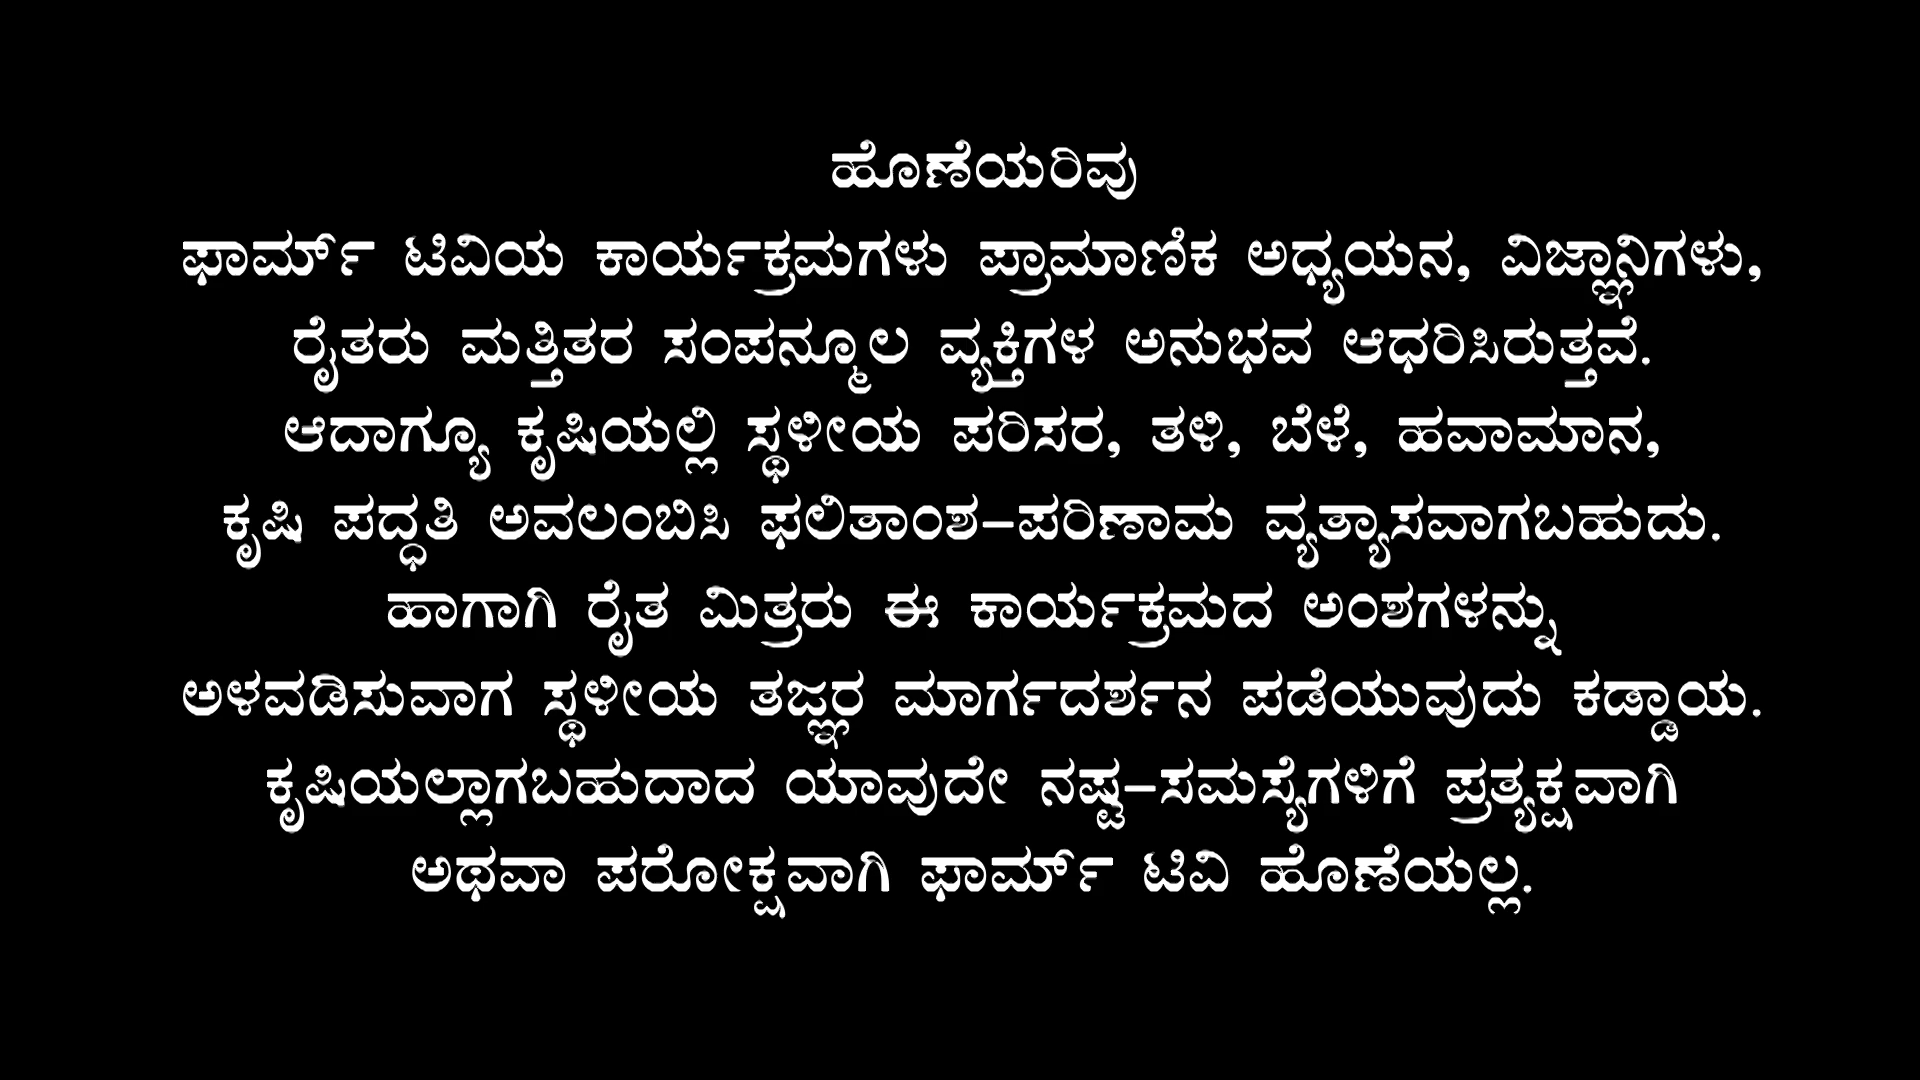 ಹೊಣೆಯರಿವು
ಫಾರ್ಮ್ ಟಿವಿಯ ಕಾರ್ಯಕ್ರಮಗಳು ಪ್ರಾಮಾಣಿಕ ಅಧ್ಯಯನ, ವಿಜ್ಞಾನಿಗಳು,
ರೈತರು ಮತ್ತಿತರ ಸಂಪನ್ಮೂಲ ವ್ಯಕ್ತಿಗಳ ಅನುಭವ ಆಧರಿಸಿರುತ್ತವೆ.
ಆದಾಗ್ಯೂ ಕೃಷಿಯಲ್ಲಿ ಸ್ಥಳೀಯ ಪರಿಸರ, ತಳಿ, ಬೆಳೆ, ಹವಾಮಾನ,
ಕೃಷಿ ಪದ್ಧತಿ ಅವಲಂಬಿಸಿ ಫಲಿತಾಂಶ-ಪರಿಣಾಮ ವ್ಯತ್ಯಾಸವಾಗಬಹುದು.
ಹಾಗಾಗಿ ರೈತ ಮಿತ್ರರು ಈ ಕಾರ್ಯಕ್ರಮದ ಅಂಶಗಳನ್ನು
ಅಳವಡಿಸುವಾಗ ಸ್ಥಳೀಯ ತಜ್ಞರ ಮಾರ್ಗದರ್ಶನ ಪಡೆಯುವುದು ಕಡ್ಡಾಯ.
ಕೃಷಿಯಲ್ಲಾಗಬಹುದಾದ ಯಾವುದೇ ನಷ್ಟ-ಸಮಸ್ಯೆಗಳಿಗೆ ಪ್ರತ್ಯಕ್ಷವಾಗಿ
ಅಥವಾ ಪರೋಕ್ಷವಾಗಿ ಫಾರ್ಮ್ ಟಿವಿ ಹೊಣೆಯಲ್ಲ.